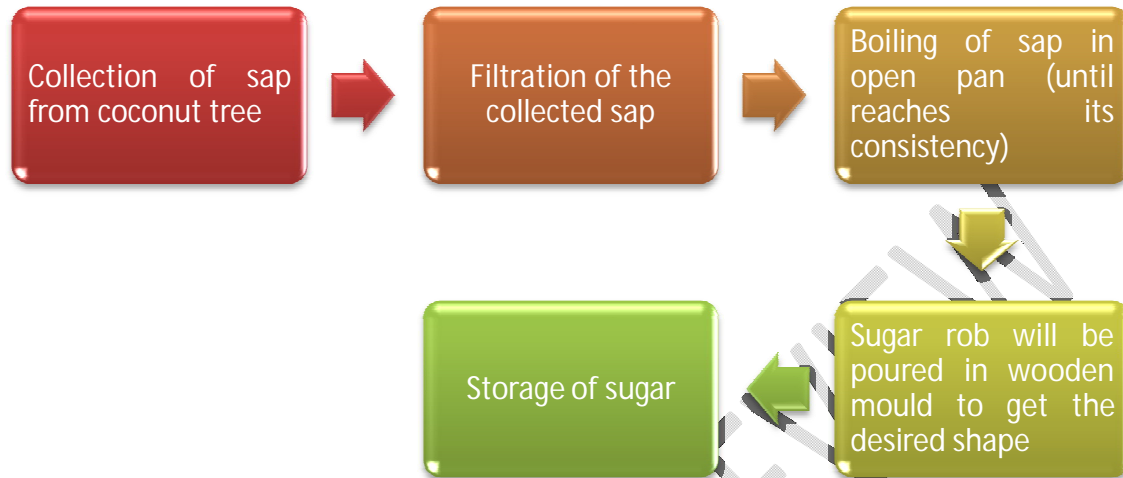 Collection of sap
from coconut tree
Filtration of the
collected sap
Boiling of sap in
open pan (until
reaches its
consistency)
Sugar rob will be
poured in wooden
mould to get the
desired shape
Storage of sugar